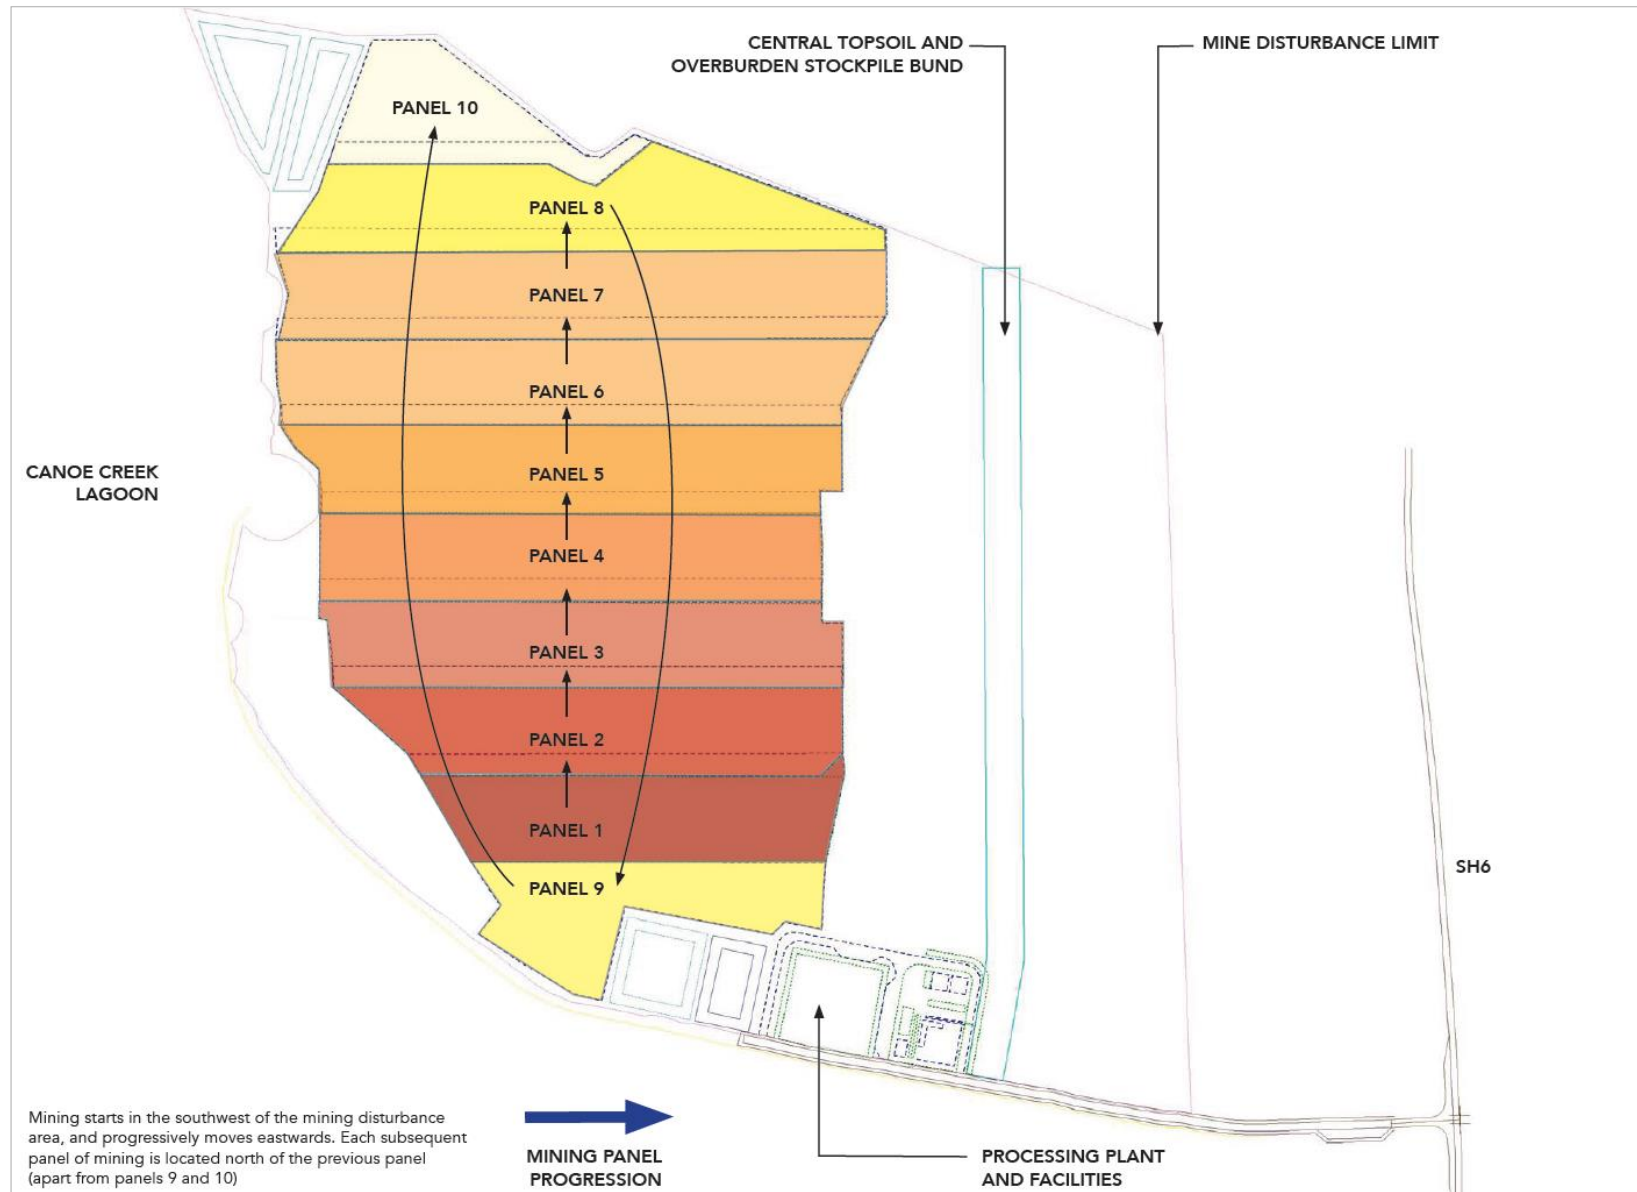 CENTRAL TOPSOIL AND
OVERBURDEN STOCKPILE BUND
MINE DISTURBANCE LIMIT
PANEL 10
PANEL 8
PANEL 7
PANEL 6
PANEL 5
CANOE CREEK
LAGOON
PANEL 4
PANEL 3
PANEL 2
PANEL 1
SH6
PANEL 9
Mining starts in the southwest of the mining disturbance
area, and progressively moves eastwards. Each subsequent
panel of mining is located north of the previous panel
(apart from panels 9 and 10)
MINING PANEL
PROGRESSION
PROCESSING PLANT
AND FACILITIES